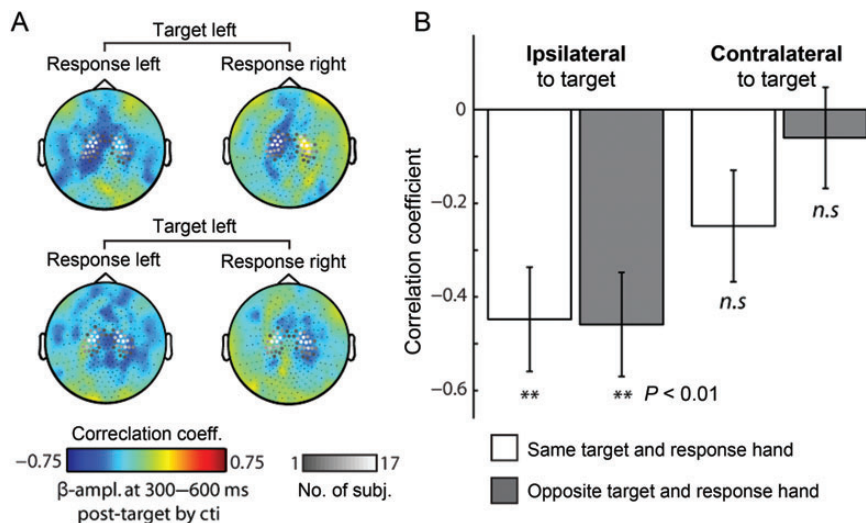 A
Target left
Response left
Response right
Target left
Response left
Response right
Correclation coeff.
−0.75
0.75
β-ampl. at 300–600 ms
post-target by cti
1
17
No. of subj.
B
Ipsilateral
to target
Contralateral
to target
0
−0.2
−0.4
−0.6
Correlation coefficient
n.s
n.s
**
** P < 0.01
Same target and response hand
Opposite target and response hand